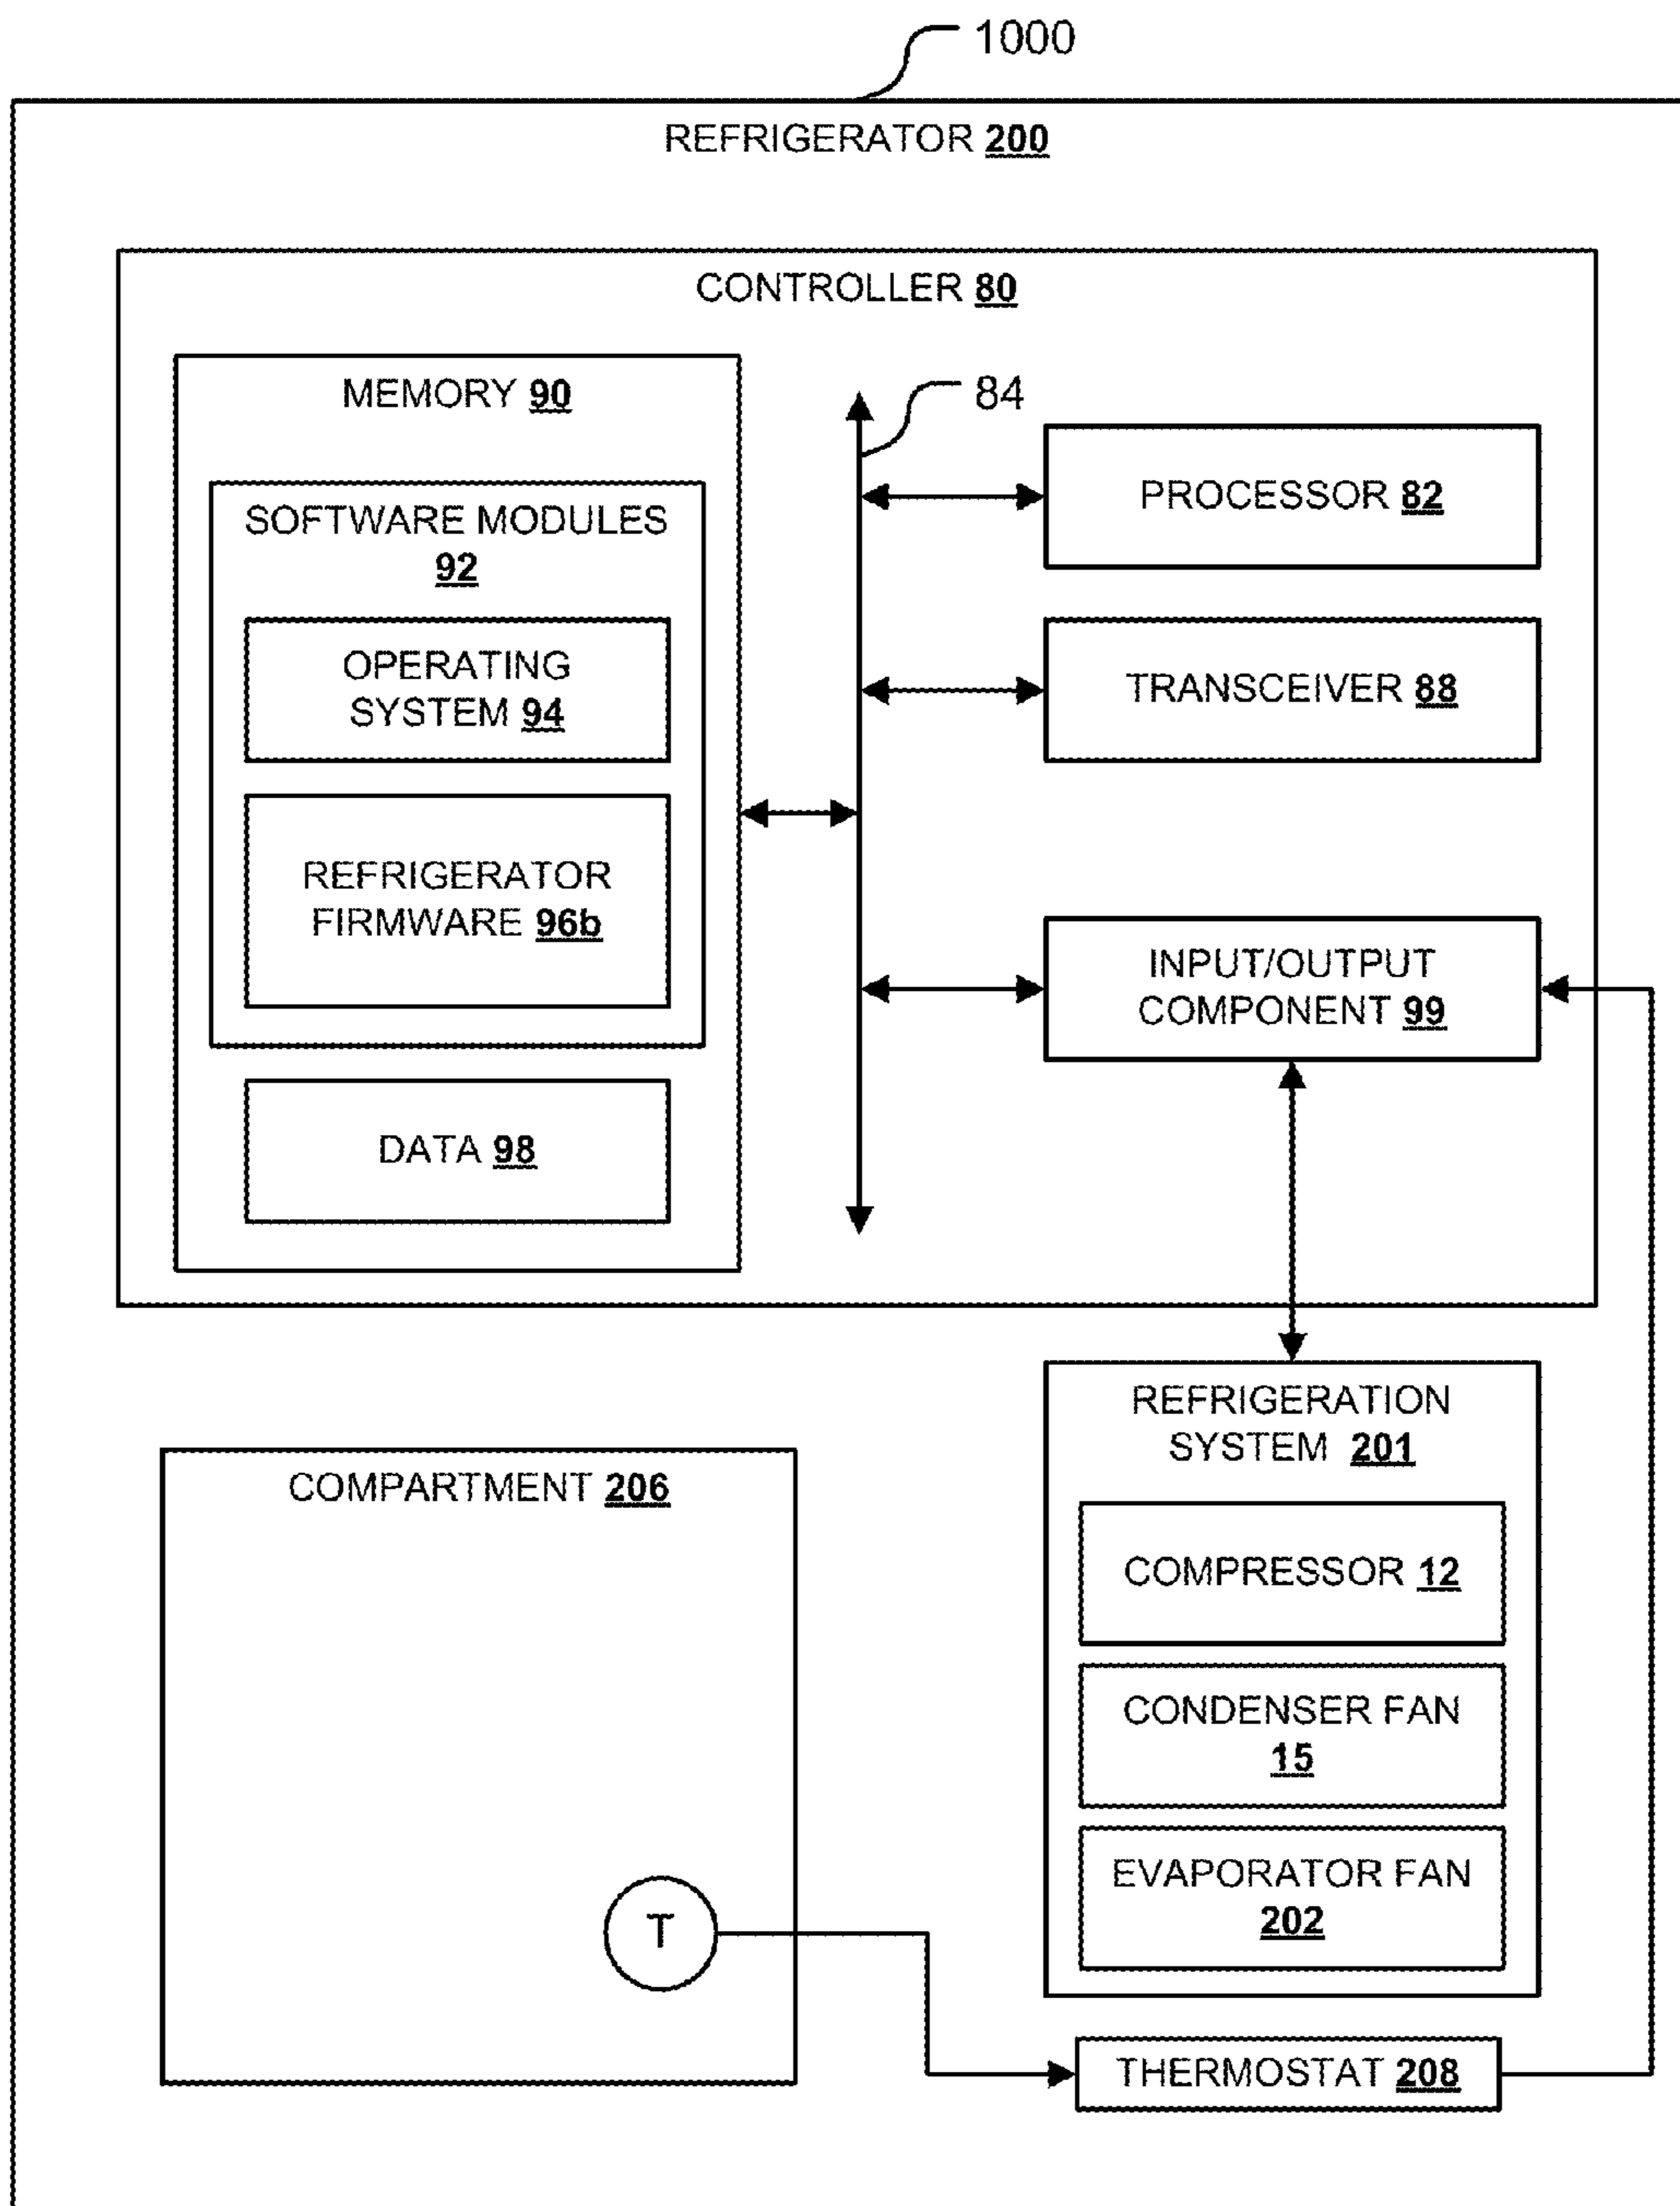 1000
REFRIGERATOR 200
CONTROLLER 80
MEMORY 90
84
SOFTWARE MODULES
92
OPERATING
SYSTEM 94
REFRIGERATOR
FIRMWARE 96b
DATA 98
PROCESSOR 82
TRANSCEIVER 88
INPUT/OUTPUT
COMPONENT 99
REFRIGERATION
SYSTEM 201
COMPRESSOR 12
CONDENSER FAN
15
EVAPORATOR FAN
202
COMPARTMENT 206
T
THERMOSTAT 208